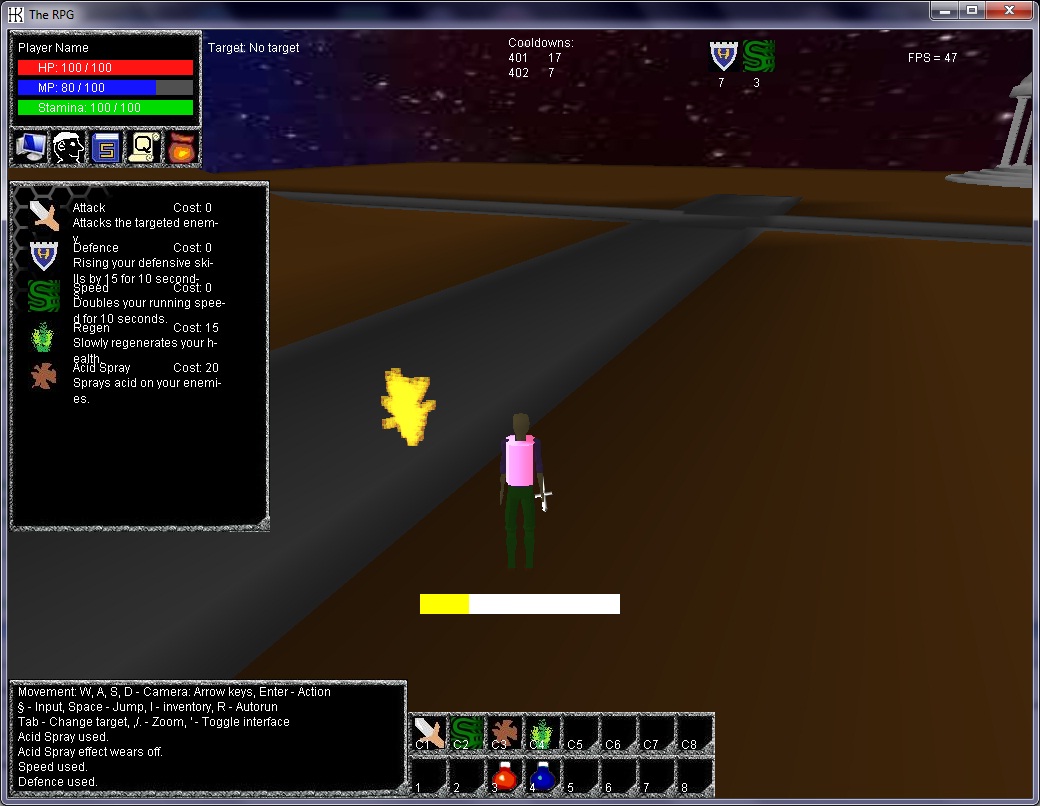 The RPG
Player Name
HP: 100 / 100
MP: 80 / 100
Stamina: 100 / 100
Target: No target
Cooldowns:
401 17
402 7
7 3
FPS = 47
Attack Cost: 0
Attacks the targeted enem-
y.
Defence Cost: 0
Rising your defensive ski-
lls by 15 for 10 second-
s.
Speed Cost: 0
Doubles your running spee-
d for 10 seconds.
Regen Cost: 15
Slowly regenerates your h-
ealth.
Acid Spray Cost: 20
Sprays acid on your enemi-
es.
Movement: W, A, S, D - Camera: Arrow keys, Enter - Action
§ - Input, Space - Jump, I - inventory, R - Autorun
Tab - Change target, ,/. - Zoom, ' - Toggle interface
Acid Spray used.
Acid Spray effect wears off.
Speed used.
Defence used.
C1 C2 C3 C4 C5 C6 C7 C8
1 2 3 4 5 6 7 8